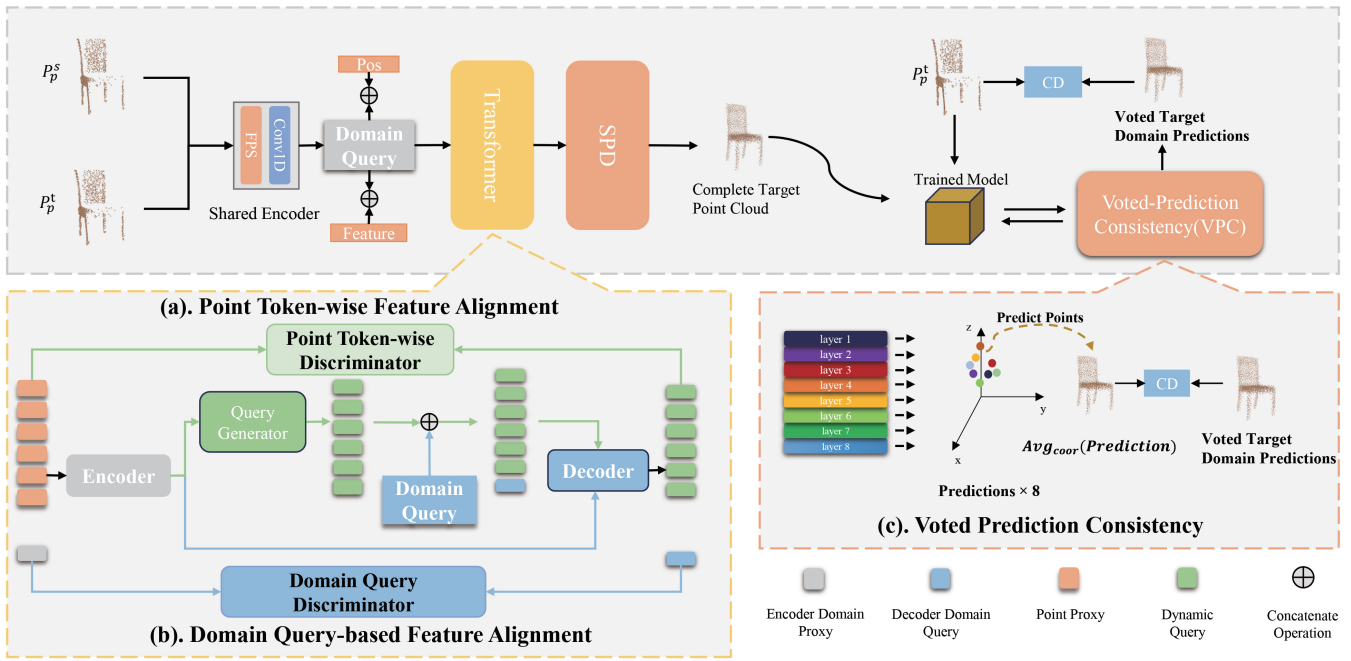 P_p^s
P_p^t
FPS
Conv1D
Shared Encoder
Pos
Domain
Query
Feature
Transformer
SPD
Complete Target
Point Cloud
P_p^t
CD
Voted Target
Domain Predictions
Trained Model
Voted-Prediction
Consistency(VPC)
(a). Point Token-wise Feature Alignment
Point Token-wise
Discriminator
Query
Generator
Encoder
Domain
Query
Decoder
Domain Query
Discriminator
(b). Domain Query-based Feature Alignment
layer 1
layer 2
layer 3
layer 4
layer 5
layer 6
layer 7
layer 8
Predict Points
z
y
x
CD
Avg_coor(Prediction)
Voted Target
Domain Predictions
Predictions × 8
(c). Voted Prediction Consistency
Encoder Domain
Proxy
Decoder Domain
Query
Point Proxy
Dynamic
Query
Concatenate
Operation